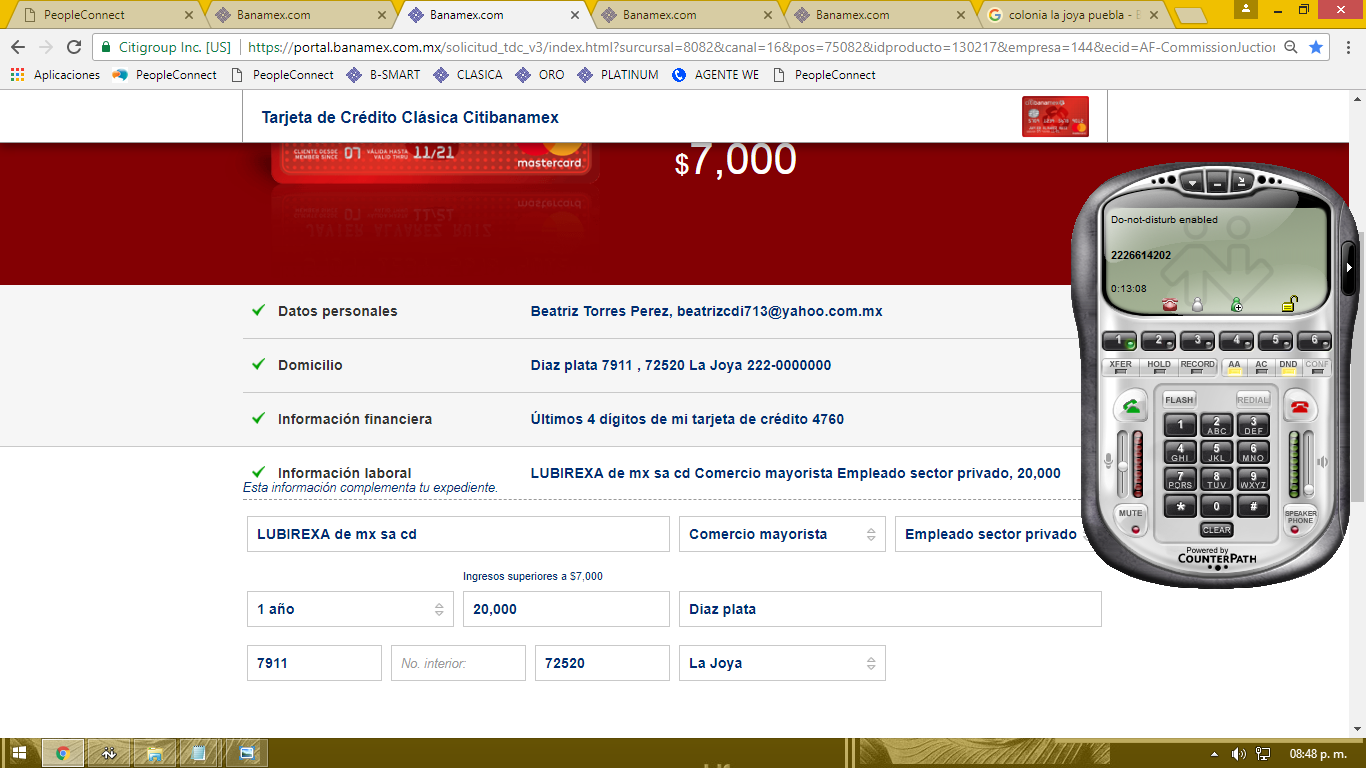 PeopleConnect
Banamex.com
Banamex.com
Banamex.com
Banamex.com
colonia la joya puebla - B
Citigroup Inc. [US]
https://portal.banamex.com.mx/solicitud_tdc_v3/index.html?surcursal=8082&canal=16&pcs=75082&idproducto=130217&empresa=144&ecid=AF-CommissionJuctio
Aplicaciones
PeopleConnect
PeopleConnect
B-SMART
CLASICA
ORO
PLATINUM
AGENTE WE
PeopleConnect
Tarjeta de Crédito Clásica Citibanamex
CLIENTE DESDE
MEMBER SINCE
07
VÁLIDA HASTA
VALID THRU
11/21
mastercard
$7,000
Datos personales
Beatriz Torres Perez, beatrizcdi713@yahoo.com.mx
Domicilio
Diaz plata 7911 , 72520 La Joya 222-0000000
Información financiera
Últimos 4 dígitos de mi tarjeta de crédito 4760
Información laboral
LUBIREXA de mx sa cd Comercio mayorista Empleado sector privado, 20,000
Esta información complementa tu expediente.
LUBIREXA de mx sa cd
Comercio mayorista
Empleado sector privado
Ingresos superiores a $7,000
1 año
20,000
Diaz plata
7911
No. interior:
72520
La Joya
Do-not-disturb enabled
2226614202
0:13:08
1 2 3 4 5 6
XFER HOLD RECORD AA AC DND CONF
FLASH REDIAL
1 2 ABC 3 DEF
4 GHI 5 JKL 6 MNO
7 PQRS 8 TUV 9 WXYZ
* 0 #
MUTE
CLEAR
SPEAKER
PHONE
Powered by
COUNTERPATH
08:48 p. m.